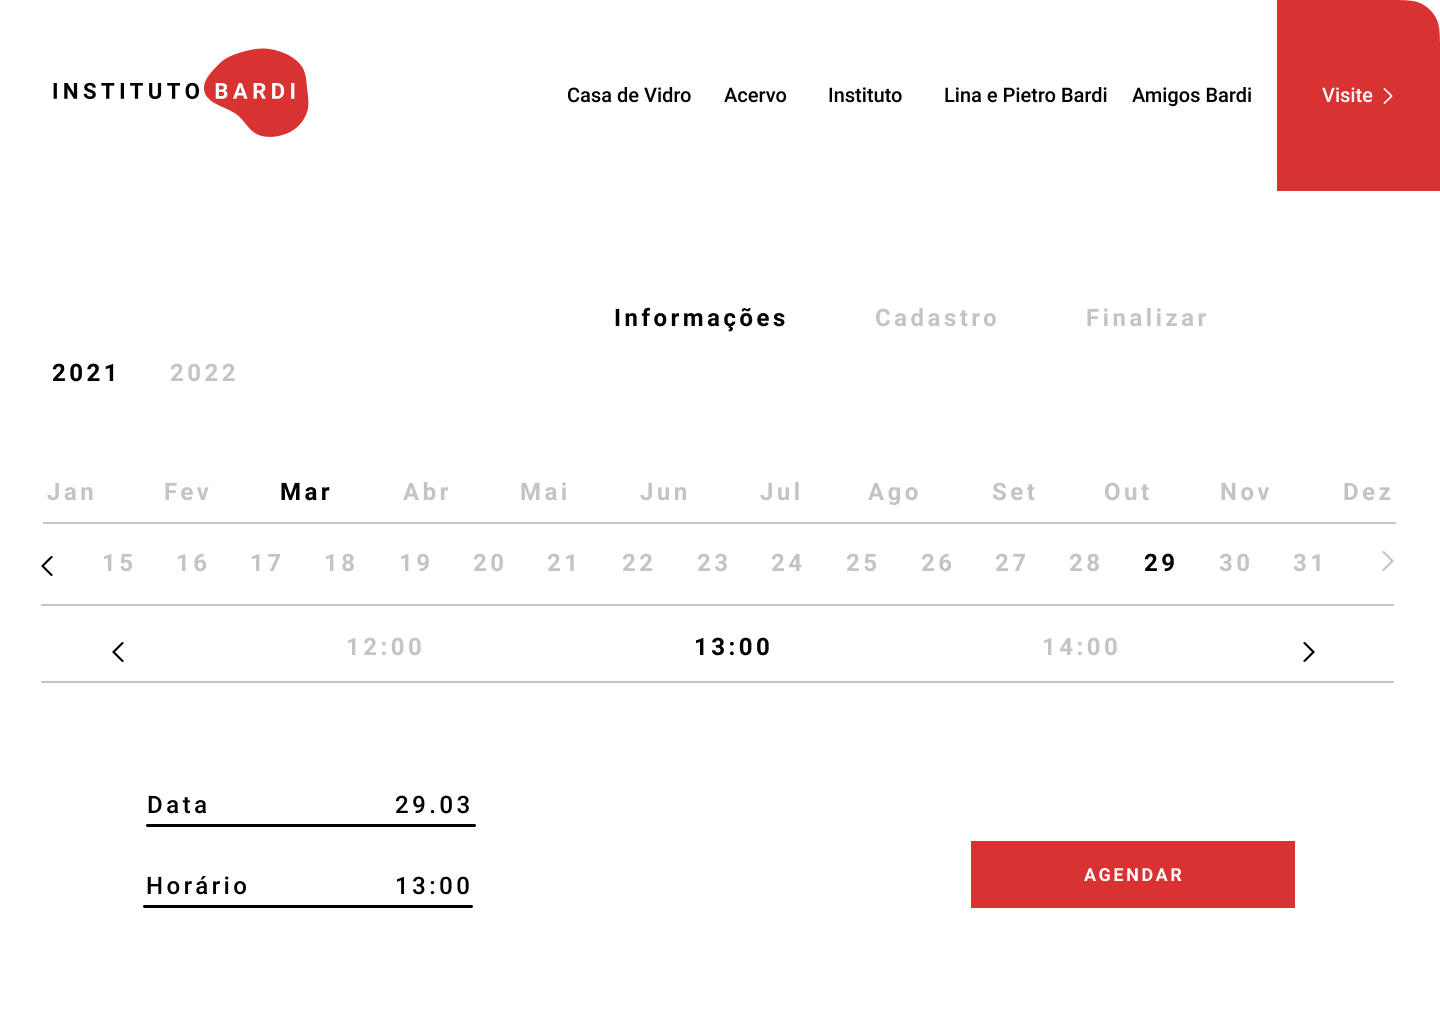 INSTITUTO BARDI
Casa de Vidro Acervo Instituto Lina e Pietro Bardi Amigos Bardi Visite
Informações Cadastro Finalizar
2021 2022
Jan Fev Mar Abr Mai Jun Jul Ago Set Out Nov Dez
15 16 17 18 19 20 21 22 23 24 25 26 27 28 29 30 31
12:00 13:00 14:00
Data 29.03
Horário 13:00
AGENDAR